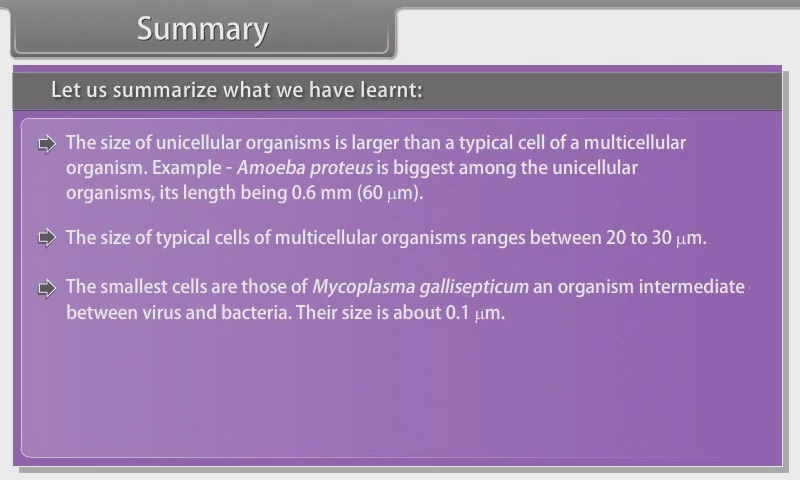 Summary
Let us summarize what we have learnt:
The size of unicellular organisms is larger than a typical cell of a multicellular
organism. Example - Amoeba proteus is biggest among the unicellular
organisms, its length being 0.6 mm (60 μm).
The size of typical cells of multicellular organisms ranges between 20 to 30 μm.
The smallest cells are those of Mycoplasma gallisepticum an organism intermediate
between virus and bacteria. Their size is about 0.1 μm.